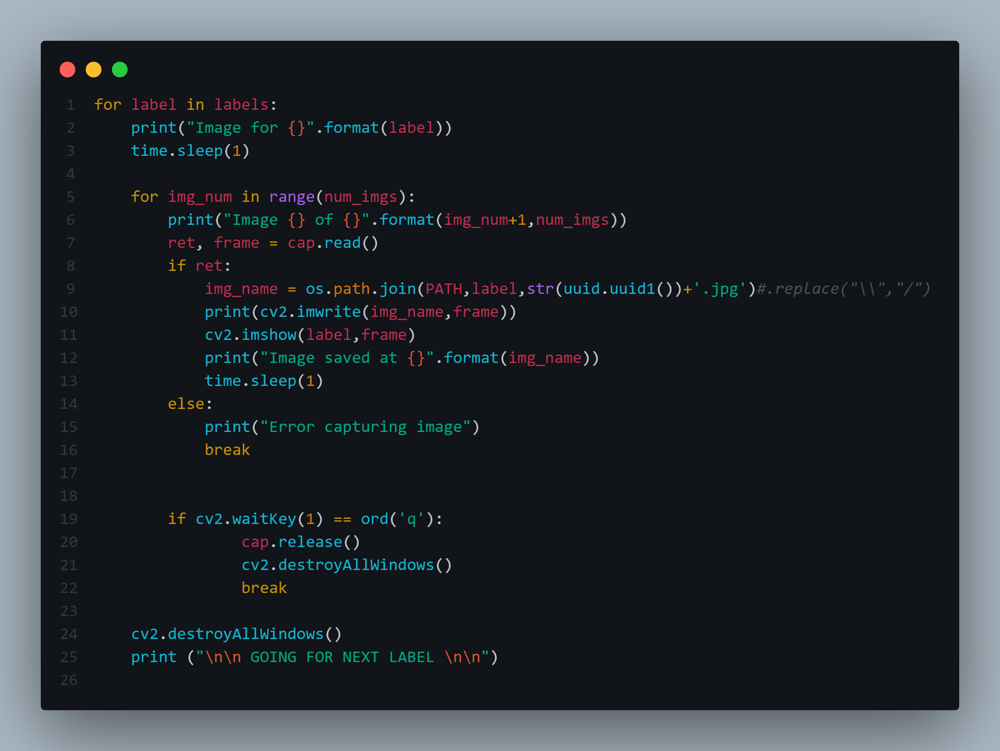 1 for label in labels:
2     print("Image for {}".format(label))
3     time.sleep(1)
4
5     for img_num in range(num_imgs):
6         print("Image {} of {}".format(img_num+1,num_imgs))
7         ret, frame = cap.read()
8         if ret:
9             img_name = os.path.join(PATH,label,str(uuid.uuid1())+'.jpg')#.replace("\\","/")
10             print(cv2.imwrite(img_name,frame))
11             cv2.imshow(label,frame)
12             print("Image saved at {}".format(img_name))
13             time.sleep(1)
14         else:
15             print("Error capturing image")
16             break
17
18
19         if cv2.waitKey(1) == ord('q'):
20                 cap.release()
21                 cv2.destroyAllWindows()
22                 break
23
24     cv2.destroyAllWindows()
25     print ("\n\n GOING FOR NEXT LABEL \n\n")
26